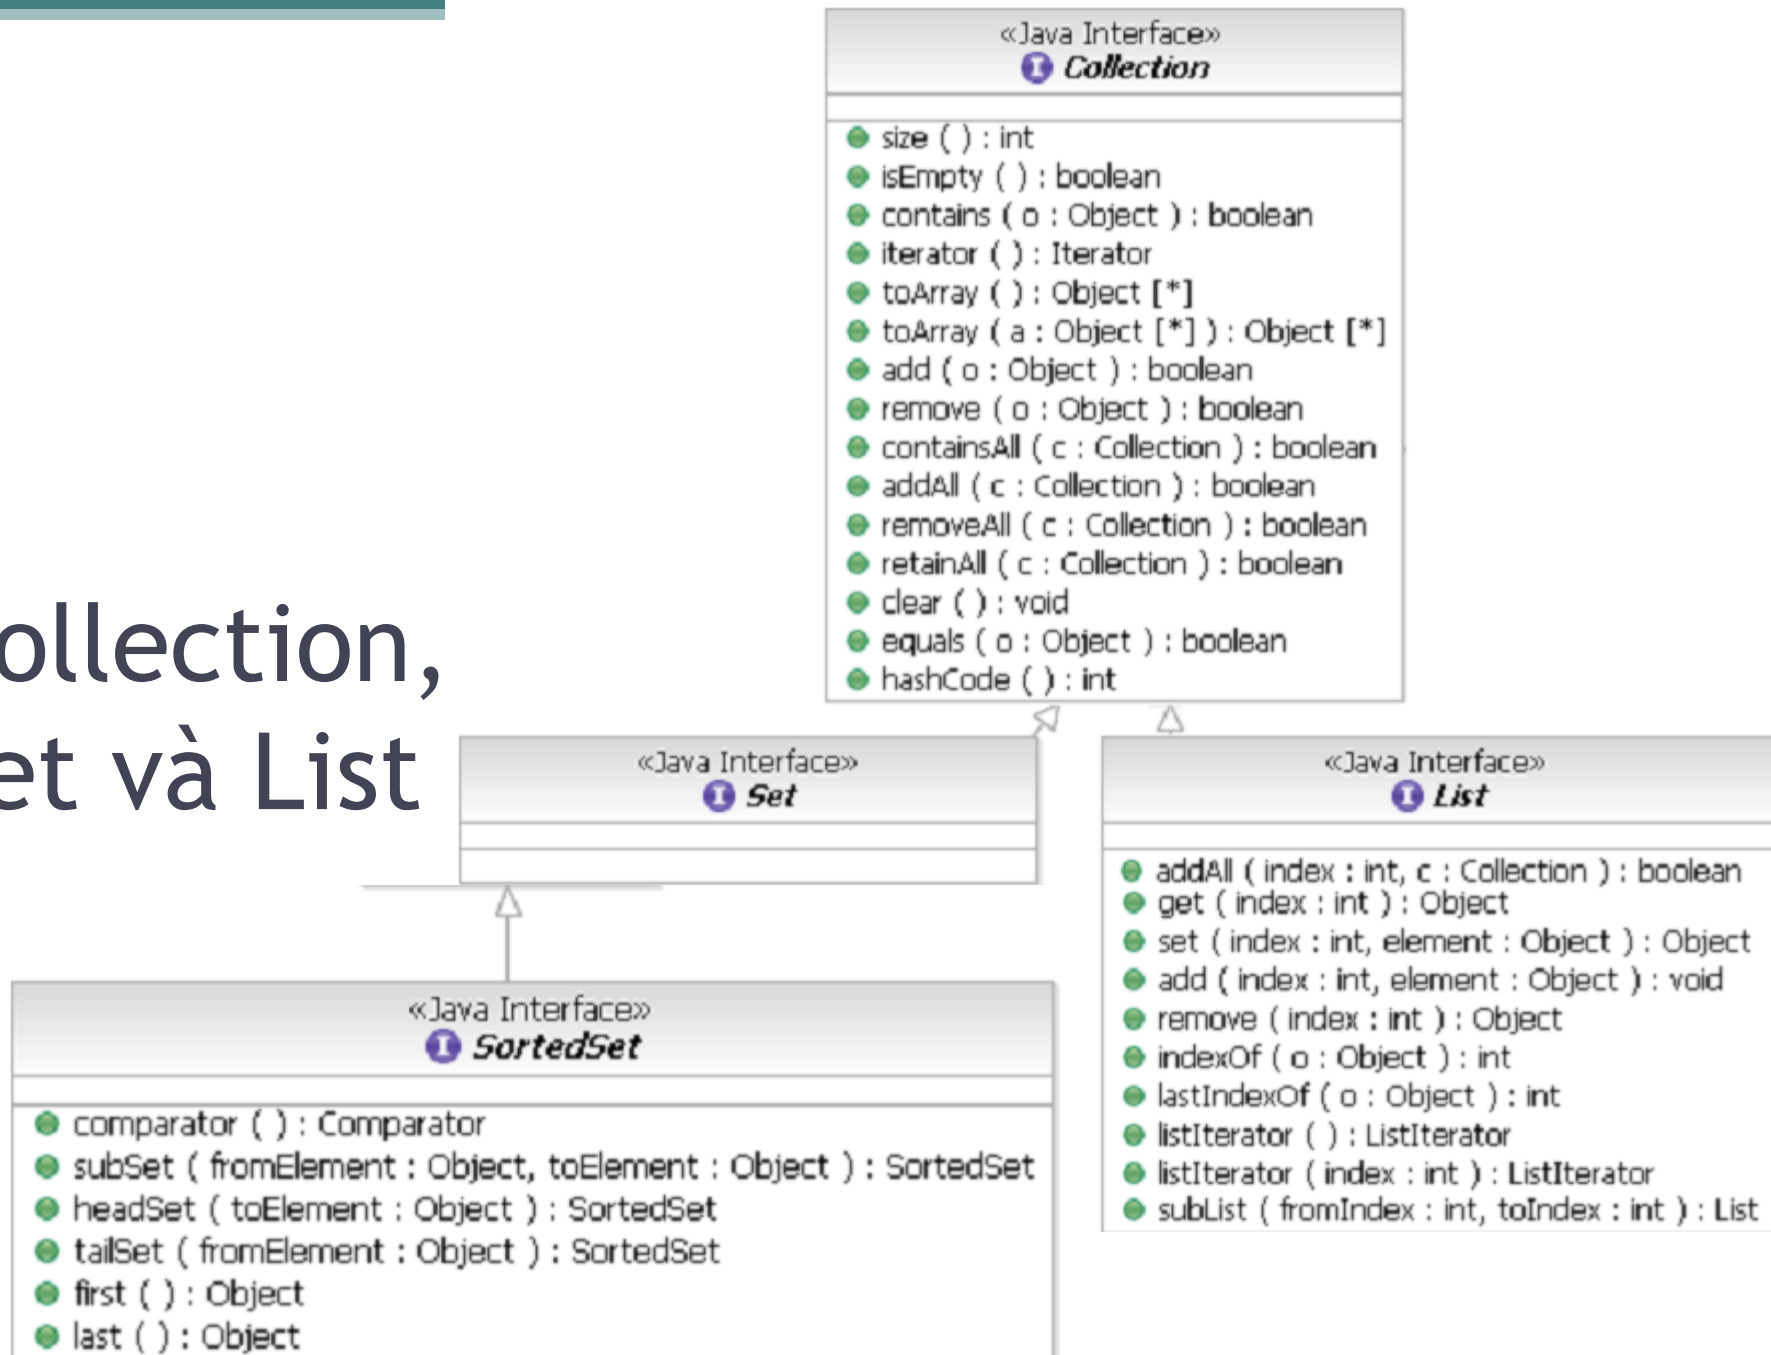 ollection,
et và List
«Java Interface»
I Collection
size ( ) : int
isEmpty ( ) : boolean
contains ( o : Object ) : boolean
iterator ( ) : Iterator
toArray ( ) : Object [*]
toArray ( a : Object [*] ) : Object [*]
add ( o : Object ) : boolean
remove ( o : Object ) : boolean
containsAll ( c : Collection ) : boolean
addAll ( c : Collection ) : boolean
removeAll ( c : Collection ) : boolean
retainAll ( c : Collection ) : boolean
clear ( ) : void
equals ( o : Object ) : boolean
hashCode ( ) : int
«Java Interface»
I Set
«Java Interface»
I List
addAll ( index : int, c : Collection ) : boolean
get ( index : int ) : Object
set ( index : int, element : Object ) : Object
add ( index : int, element : Object ) : void
remove ( index : int ) : Object
indexOf ( o : Object ) : int
lastIndexOf ( o : Object ) : int
listIterator ( ) : ListIterator
listIterator ( index : int ) : ListIterator
subList ( fromIndex : int, toIndex : int ) : List
«Java Interface»
I SortedSet
comparator ( ) : Comparator
subSet ( fromElement : Object, toElement : Object ) : SortedSet
headSet ( toElement : Object ) : SortedSet
tailSet ( fromElement : Object ) : SortedSet
first ( ) : Object
last ( ) : Object